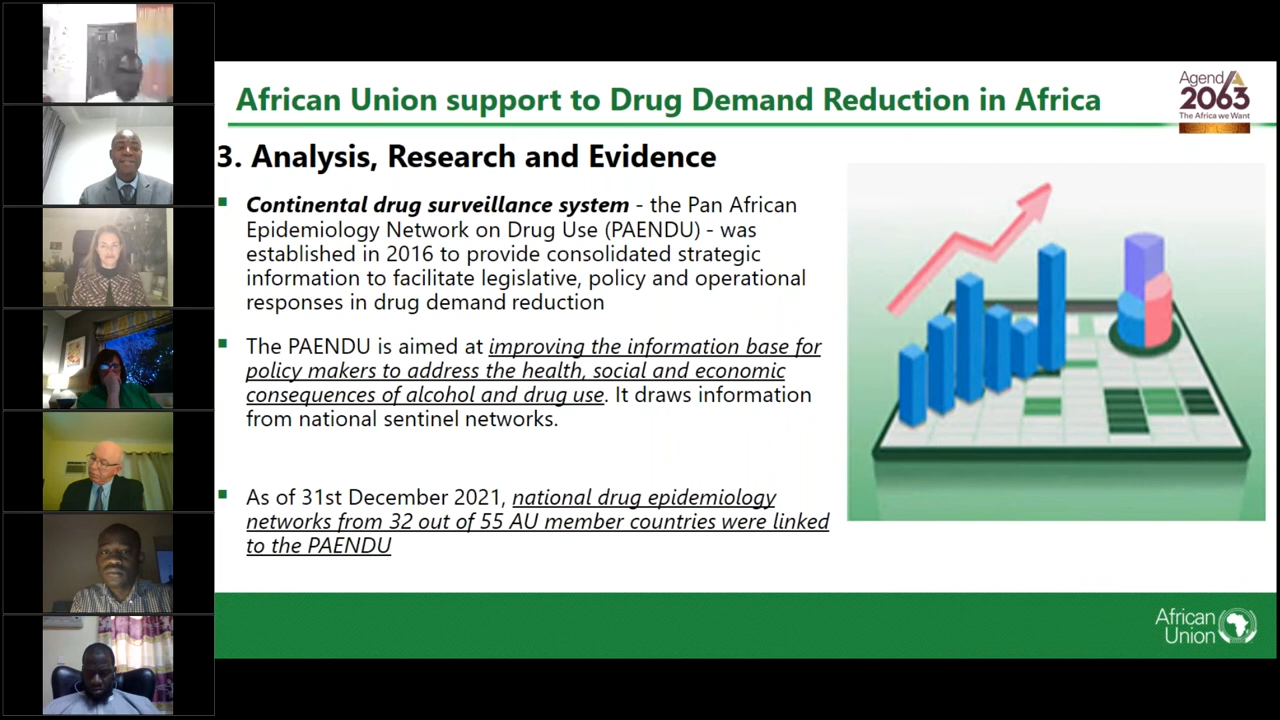 African Union support to Drug Demand Reduction in Africa
Agenda
2063
The Africa we Want
3. Analysis, Research and Evidence
Continental drug surveillance system - the Pan African
Epidemiology Network on Drug Use (PAENDU) - was
established in 2016 to provide consolidated strategic
information to facilitate legislative, policy and operational
responses in drug demand reduction
The PAENDU is aimed at improving the information base for
policy makers to address the health, social and economic
consequences of alcohol and drug use. It draws information
from national sentinel networks.
As of 31st December 2021, national drug epidemiology
networks from 32 out of 55 AU member countries were linked
to the PAENDU
African
Union